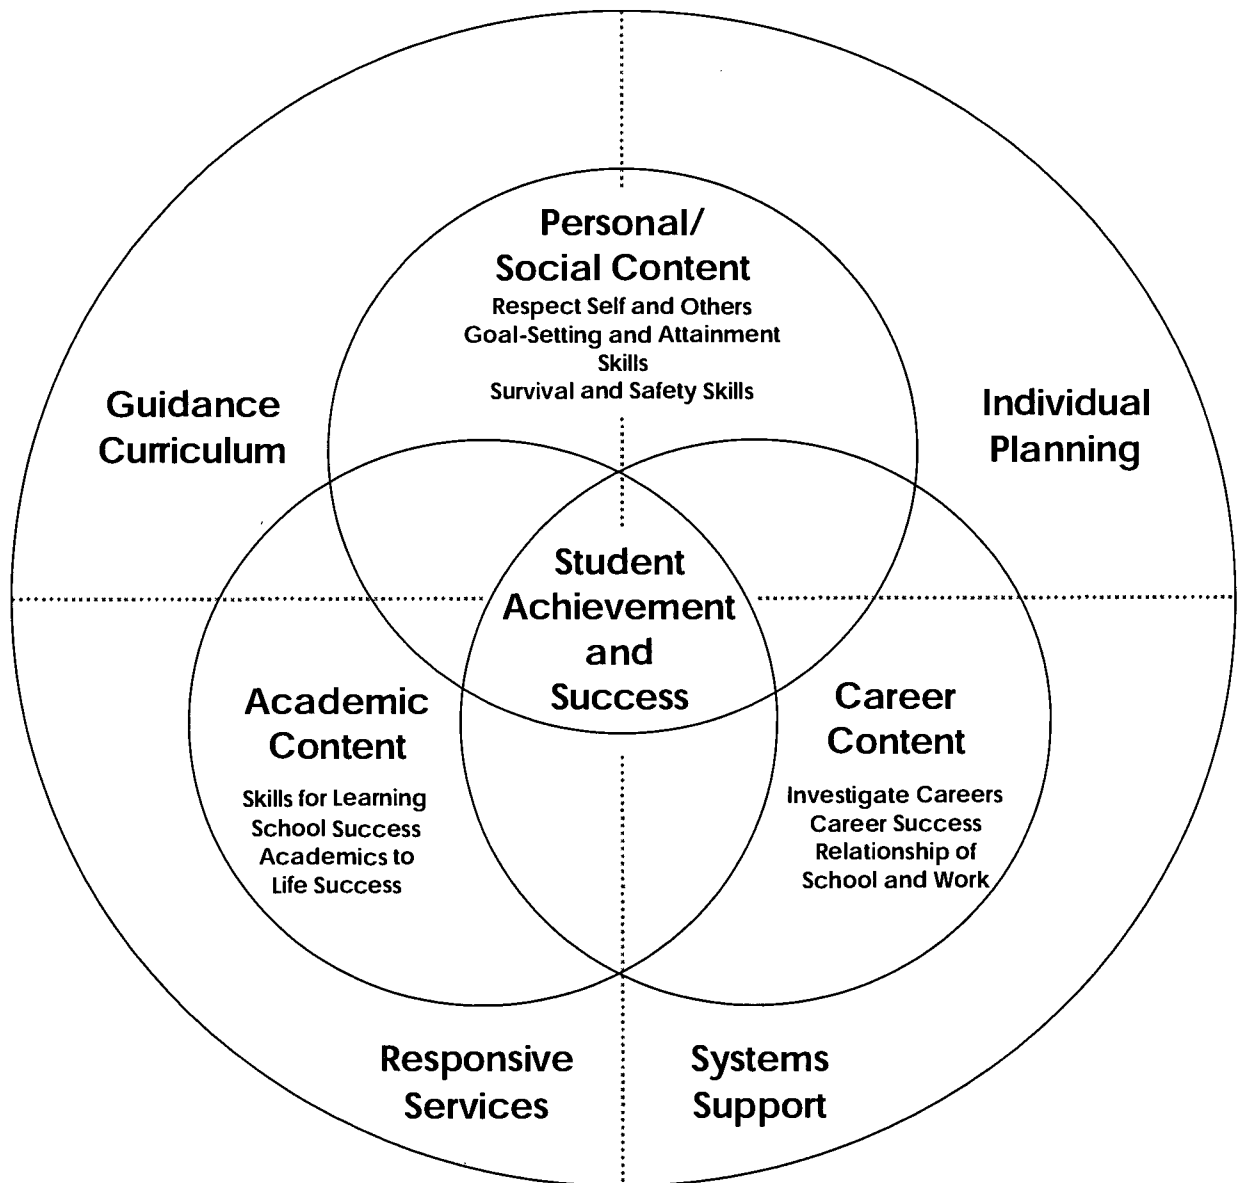 Personal/
Social Content
Respect Self and Others
Goal-Setting and Attainment
Skills
Survival and Safety Skills
Guidance
Curriculum
Individual
Planning
Student
Achievement
and
Success
Academic
Content
Skills for Learning
School Success
Academics to
Life Success
Career
Content
Investigate Careers
Career Success
Relationship of
School and Work
Responsive
Services
Systems
Support